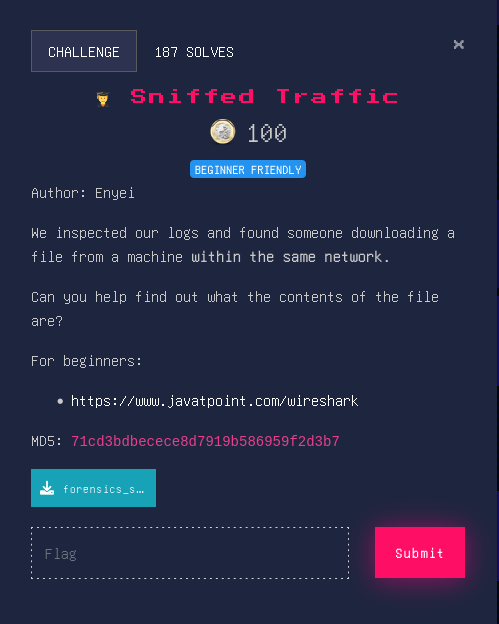 CHALLENGE 187 SOLVES ×
Sniffed Traffic
100
BEGINNER FRIENDLY
Author: Enyei
We inspected our logs and found someone downloading a
file from a machine within the same network.
Can you help find out what the contents of the file
are?
For beginners:
• https://www.javatpoint.com/wireshark
MD5: 71cd3bdbecece8d7919b586959f2d3b7
forensics_s…
Flag Submit